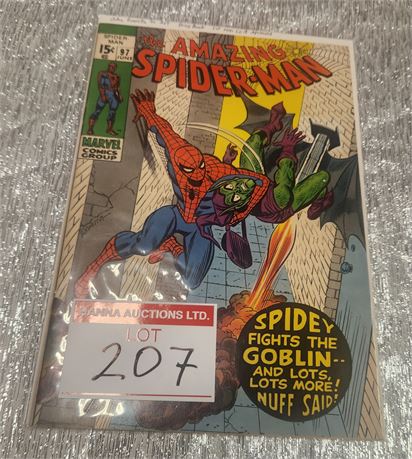 SPIDER-MAN
15¢ 97 JUNE
MARVEL
COMICS
GROUP
the AMAZING
SPIDER-MAN
MANNA AUCTIONS LTD.
LOT
207
SPIDEY
FIGHTS THE
GOBLIN--
AND LOTS,
LOTS MORE!
'NUFF SAID!